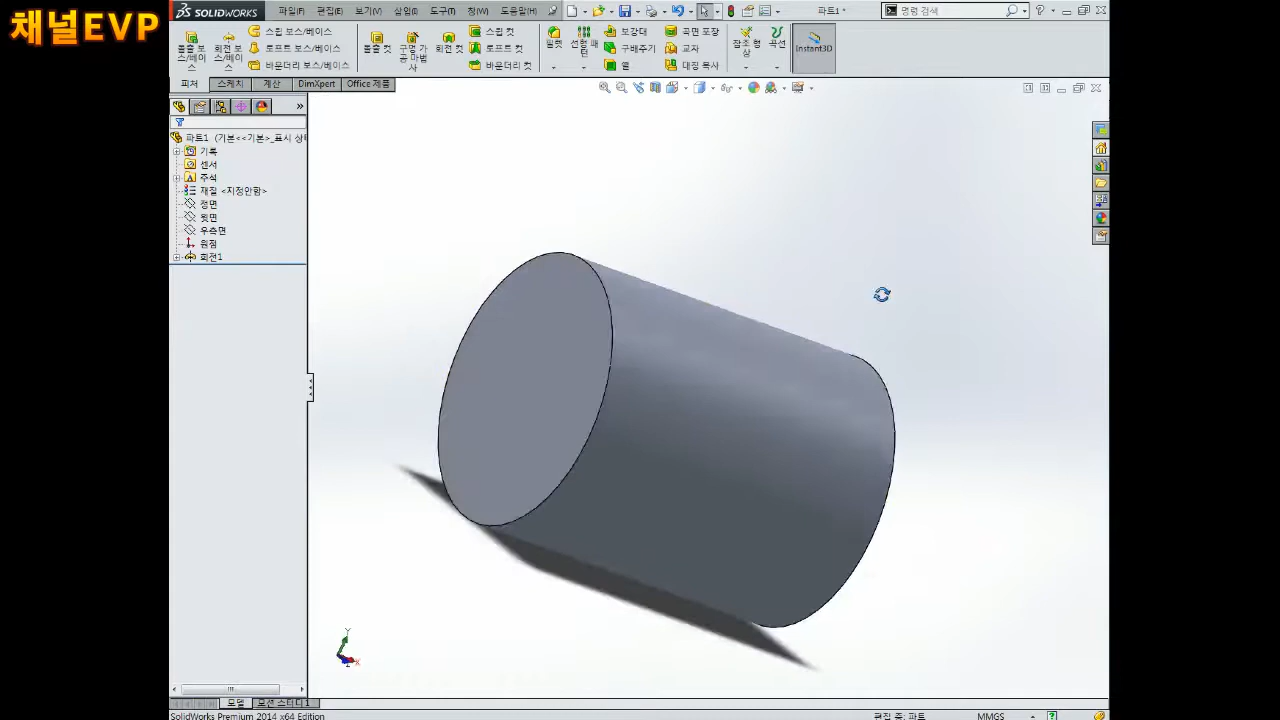 채널EVP
SOLIDWORKS 파일(F) 편집(E) 보기(V) 삽입(I) 도구(T) 창(W) 도움말(H) 파트1 * 명령 검색
돌출 보스/베이스
회전 보스/베이스
스윕 보스/베이스
로프트 보스/베이스
바운더리 보스/베이스
돌출 컷
구멍 가공 마법사
회전 컷
스윕 컷
로프트 컷
바운더리 컷
필렛
선형 패턴
보강대
구배주기
쉘
곡면 포장
교차
대칭 복사
참조 형상
곡선
Instant3D
피처 스케치 계산 DimXpert Office 제품
파트1 (기본<<기본>_표시 상
기록
센서
주석
재질 <지정안함>
정면
윗면
우측면
원점
회전1
Y
X
모델 모션 스터디 1
SolidWorks Premium 2014 x64 Edition 편집 중: 파트 MMGS